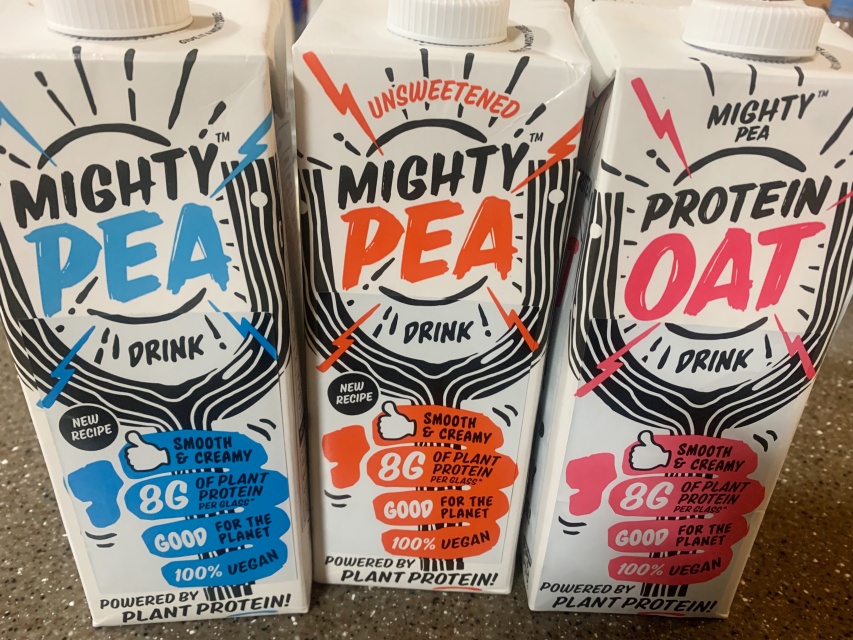 MIGHTY™
PEA
DRINK
NEW
RECIPE
SMOOTH
& CREAMY
8G OF PLANT
PROTEIN
PER GLASS*
GOOD FOR THE
PLANET
100% VEGAN
POWERED BY
PLANT PROTEIN!
UNSWEETENED
MIGHTY™
PEA
DRINK
NEW
RECIPE
SMOOTH
& CREAMY
8G OF PLANT
PROTEIN
PER GLASS*
GOOD FOR THE
PLANET
100% VEGAN
POWERED BY
PLANT PROTEIN!
MIGHTY™
PEA
PROTEIN
OAT
DRINK
SMOOTH
& CREAMY
8G OF PLANT
PROTEIN
PER GLASS*
GOOD FOR THE
PLANET
100% VEGAN
POWERED BY
PLANT PROTEIN!